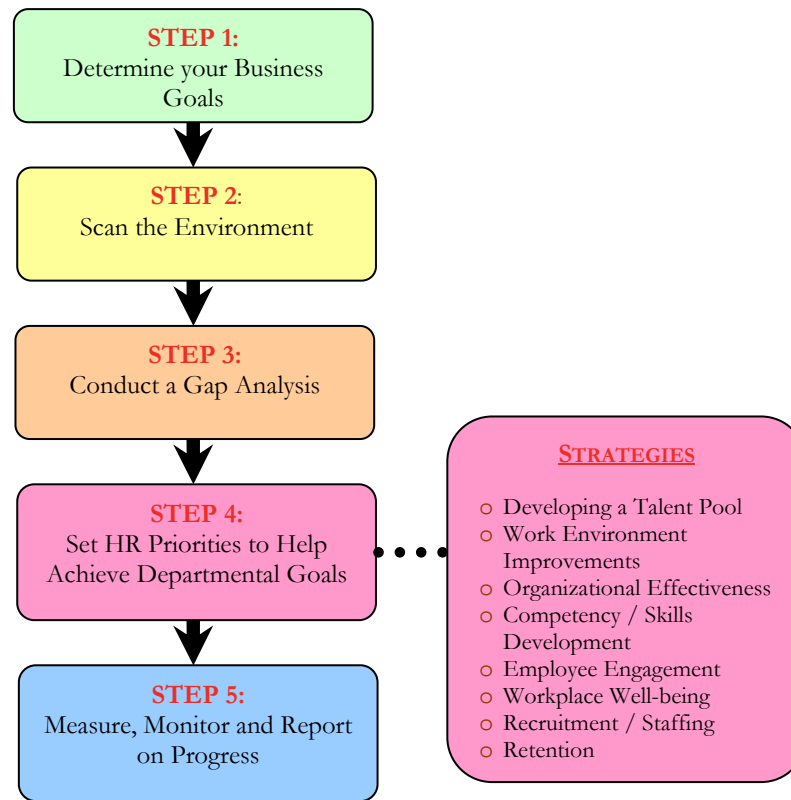 STEP 1:
Determine your Business
Goals
STEP 2:
Scan the Environment
STEP 3:
Conduct a Gap Analysis
STEP 4:
Set HR Priorities to Help
Achieve Departmental Goals
STEP 5:
Measure, Monitor and Report
on Progress
STRATEGIES
o Developing a Talent Pool
o Work Environment
Improvements
o Organizational Effectiveness
o Competency / Skills
Development
o Employee Engagement
o Workplace Well-being
o Recruitment / Staffing
o Retention